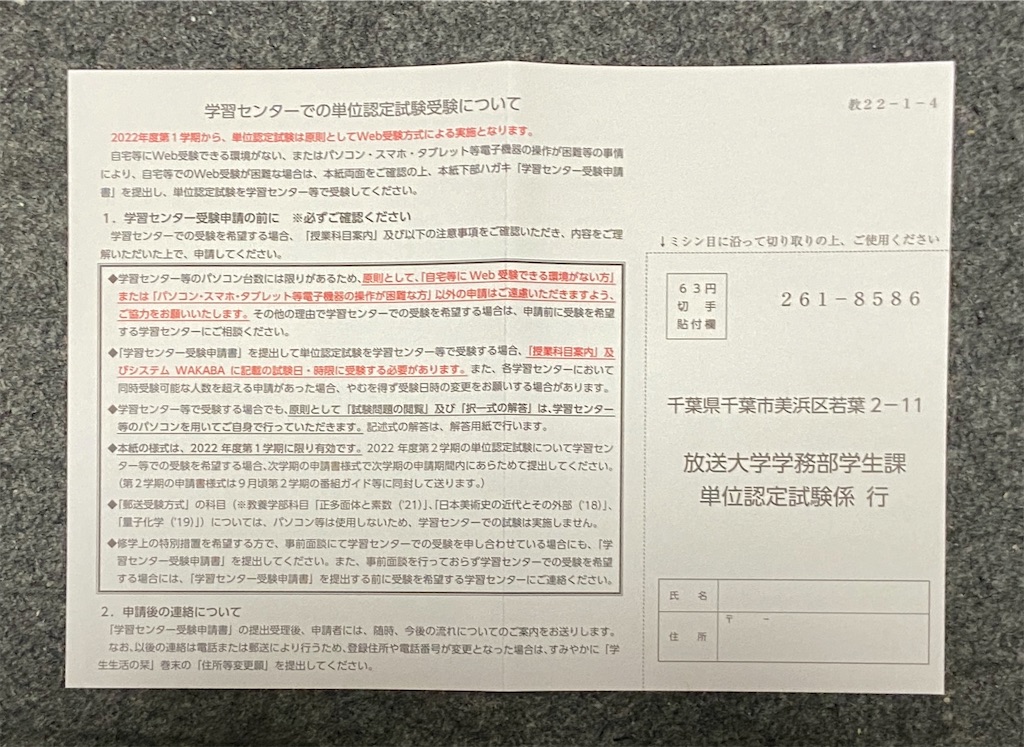 学習センターでの単位認定試験受験について
2022年度第1学期から、単位認定試験は原則としてWeb受験方式による実施となります。
自宅等にWeb受験できる環境がない、またはパソコン・スマホ・タブレット等電子機器の操作が困難等の事情
により、自宅等でのWeb受験が困難な場合は、本紙両面をご確認の上、本紙下部ハガキ「学習センター受験申請
書」を提出し、単位認定試験を学習センター等で受験してください。
1．学習センター受験申請の前に　※必ずご確認ください
学習センターでの受験を希望する場合、「授業科目案内」及び以下の注意事項をご確認いただき、内容をご理
解いただいた上で、申請してください。
◆学習センター等のパソコン台数には限りがあるため、原則として、「自宅等に Web 受験できる環境がない方」
または「パソコン・スマホ・タブレット等電子機器の操作が困難な方」以外の申請はご遠慮いただきますよう、
ご協力をお願いいたします。その他の理由で学習センターでの受験を希望する場合は、申請前に受験を希望
する学習センターにご相談ください。
◆「学習センター受験申請書」を提出して単位認定試験を学習センター等で受験する場合、「授業科目案内」及
びシステム WAKABA に記載の試験日・時限に受験する必要があります。また、各学習センターにおいて
同時受験可能な人数を超える申請があった場合、やむを得ず受験日時の変更をお願いする場合があります。
◆学習センター等で受験する場合でも、原則として「試験問題の閲覧」及び「択一式の解答」は、学習センター
等のパソコンを用いてご自身で行っていただきます。記述式の解答は、解答用紙で行います。
◆本紙の様式は、2022 年度第1学期に限り有効です。2022 年度第2学期の単位認定試験について学習セン
ター等での受験を希望する場合、次学期の申請書様式で次学期の申請期間内にあらためて提出してください。
（第2学期の申請書様式は9月頃第2学期の番組ガイド等に同封して送ります。）
◆「郵送受験方式」の科目（※教養学部科目「正多面体と素数（'21）」、「日本美術史の近代とその外部（'18）」、
「量子化学（'19）」）については、パソコン等は使用しないため、学習センターでの試験は実施しません。
◆修学上の特別措置を希望する方で、事前面談にて学習センターでの受験を申し合わせている場合にも、「学
習センター受験申請書」を提出してください。また、事前面談を行っておらず学習センターでの受験を希望
する場合には、「学習センター受験申請書」を提出する前に受験を希望する学習センターにご連絡ください。
2．申請後の連絡について
「学習センター受験申請書」の提出受理後、申請者には、随時、今後の流れについてのご案内をお送りします。
なお、以後の連絡は電話または郵送により行うため、登録住所や電話番号が変更となった場合は、すみやかに「学
生生活の栞」巻末の「住所等変更願」を提出してください。
教22－1－4
↓ミシン目に沿って切り取りの上、ご使用ください
63円
切　手
貼付欄
261－8586
千葉県千葉市美浜区若葉2－11
放送大学学務部学生課
単位認定試験係 行
氏　名
〒　　－
住　所